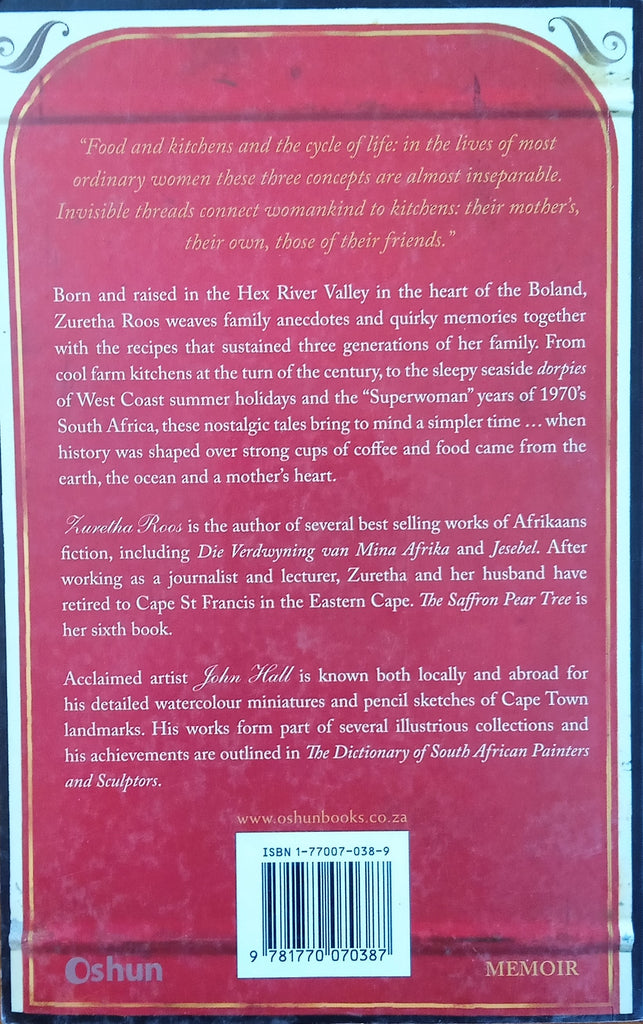 “Food and kitchens and the cycle of life: in the lives of most
ordinary women these three concepts are almost inseparable.
Invisible threads connect womankind to kitchens: their mother’s,
their own, those of their friends.”
Born and raised in the Hex River Valley in the heart of the Boland,
Zuretha Roos weaves family anecdotes and quirky memories together
with the recipes that sustained three generations of her family. From
cool farm kitchens at the turn of the century, to the sleepy seaside dorpies
of West Coast summer holidays and the “Superwoman” years of 1970’s
South Africa, these nostalgic tales bring to mind a simpler time … when
history was shaped over strong cups of coffee and food came from the
earth, the ocean and a mother’s heart.
Zuretha Roos is the author of several best selling works of Afrikaans
fiction, including Die Verdwyning van Mina Afrika and Jesebel. After
working as a journalist and lecturer, Zuretha and her husband have
retired to Cape St Francis in the Eastern Cape. The Saffron Pear Tree is
her sixth book.
Acclaimed artist John Hall is known both locally and abroad for
his detailed watercolour miniatures and pencil sketches of Cape Town
landmarks. His works form part of several illustrious collections and
his achievements are outlined in The Dictionary of South African Painters
and Sculptors.
www.oshunbooks.co.za
ISBN 1-77007-038-9
9 781770 070387
Oshun
MEMOIR